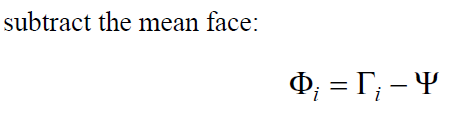 subtract the mean face:
Φᵢ = Γᵢ − Ψ